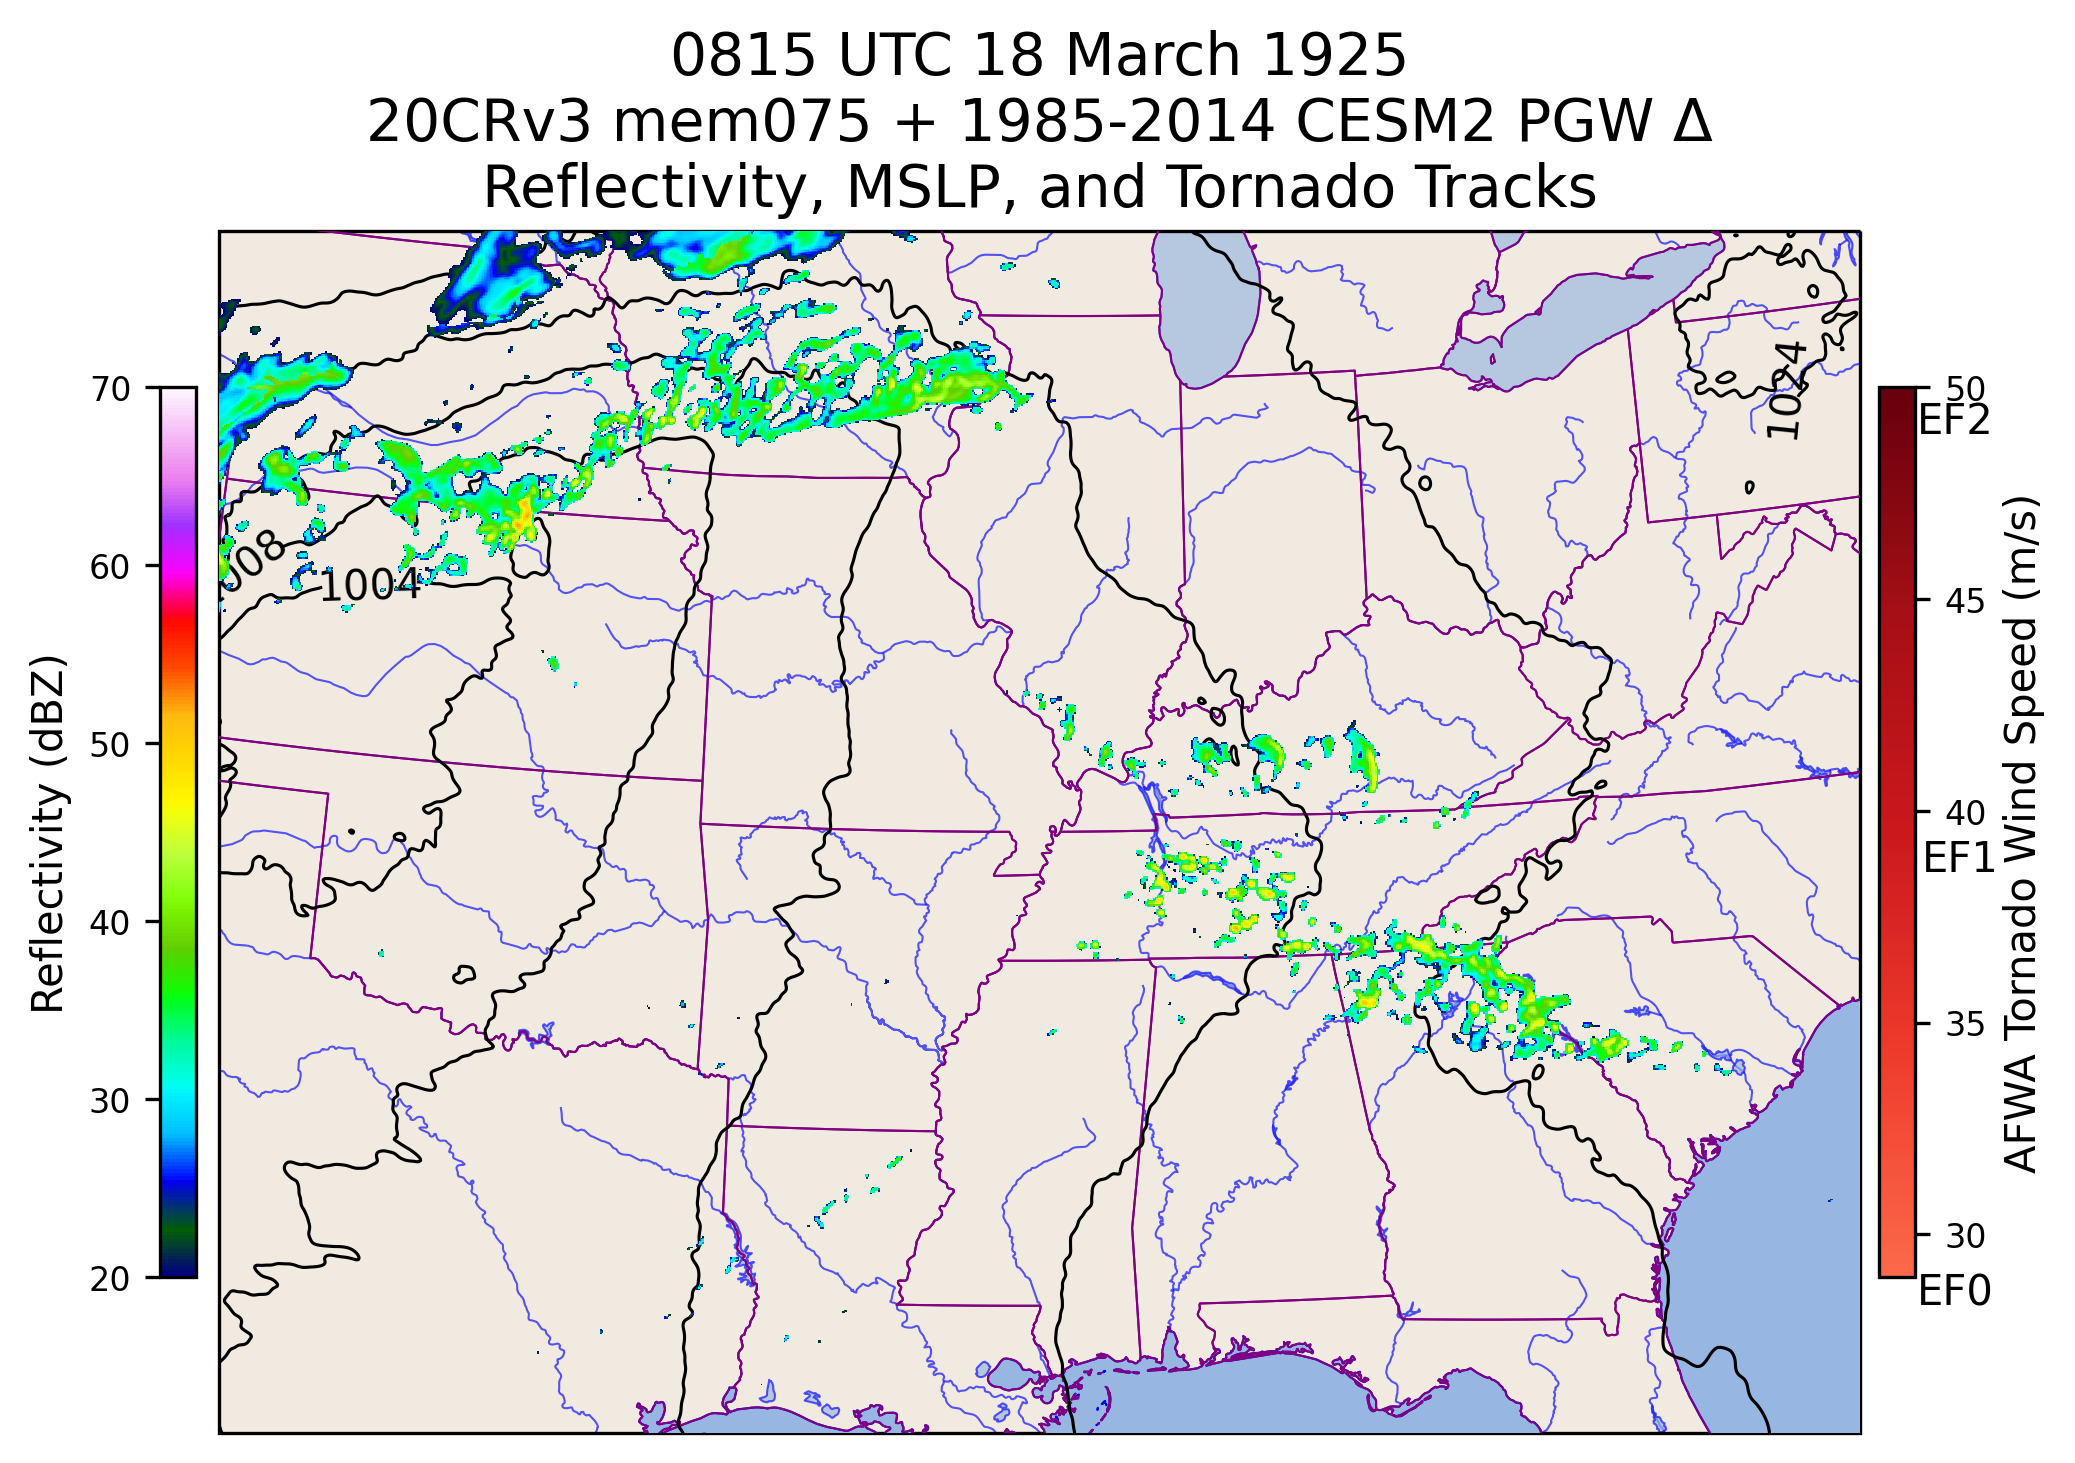 0815 UTC 18 March 1925
20CRv3 mem075 + 1985-2014 CESM2 PGW Δ
Reflectivity, MSLP, and Tornado Tracks
1024
008
1004
70
60
50
40
30
20
Reflectivity (dBZ)
50
EF2
45
40
EF1
35
30
EF0
AFWA Tornado Wind Speed (m/s)